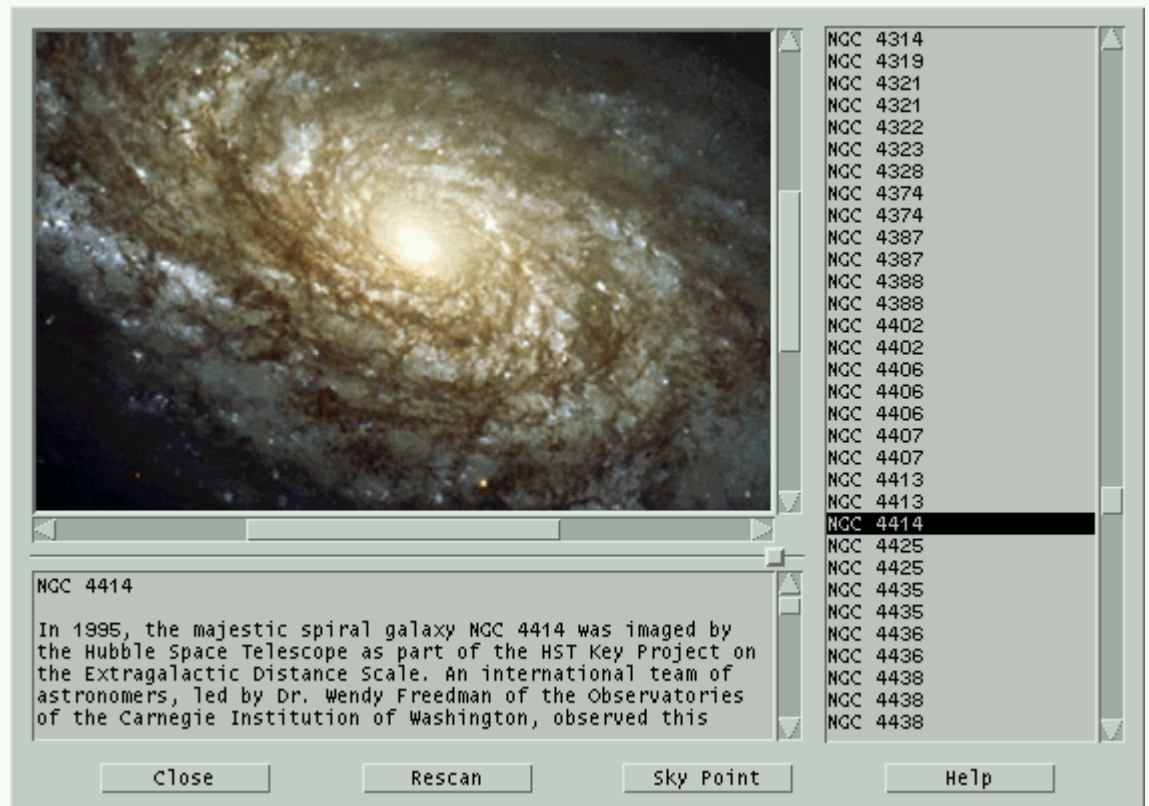 NGC 4314
NGC 4319
NGC 4321
NGC 4321
NGC 4322
NGC 4323
NGC 4328
NGC 4374
NGC 4374
NGC 4387
NGC 4387
NGC 4388
NGC 4388
NGC 4402
NGC 4402
NGC 4406
NGC 4406
NGC 4406
NGC 4407
NGC 4407
NGC 4413
NGC 4413
NGC 4414
NGC 4425
NGC 4425
NGC 4435
NGC 4435
NGC 4436
NGC 4436
NGC 4438
NGC 4438
NGC 4438
NGC 4414
In 1995, the majestic spiral galaxy NGC 4414 was imaged by
the Hubble Space Telescope as part of the HST Key Project on
the Extragalactic Distance Scale. An international team of
astronomers, led by Dr. Wendy Freedman of the Observatories
of the Carnegie Institution of Washington, observed this
Close
Rescan
Sky Point
Help